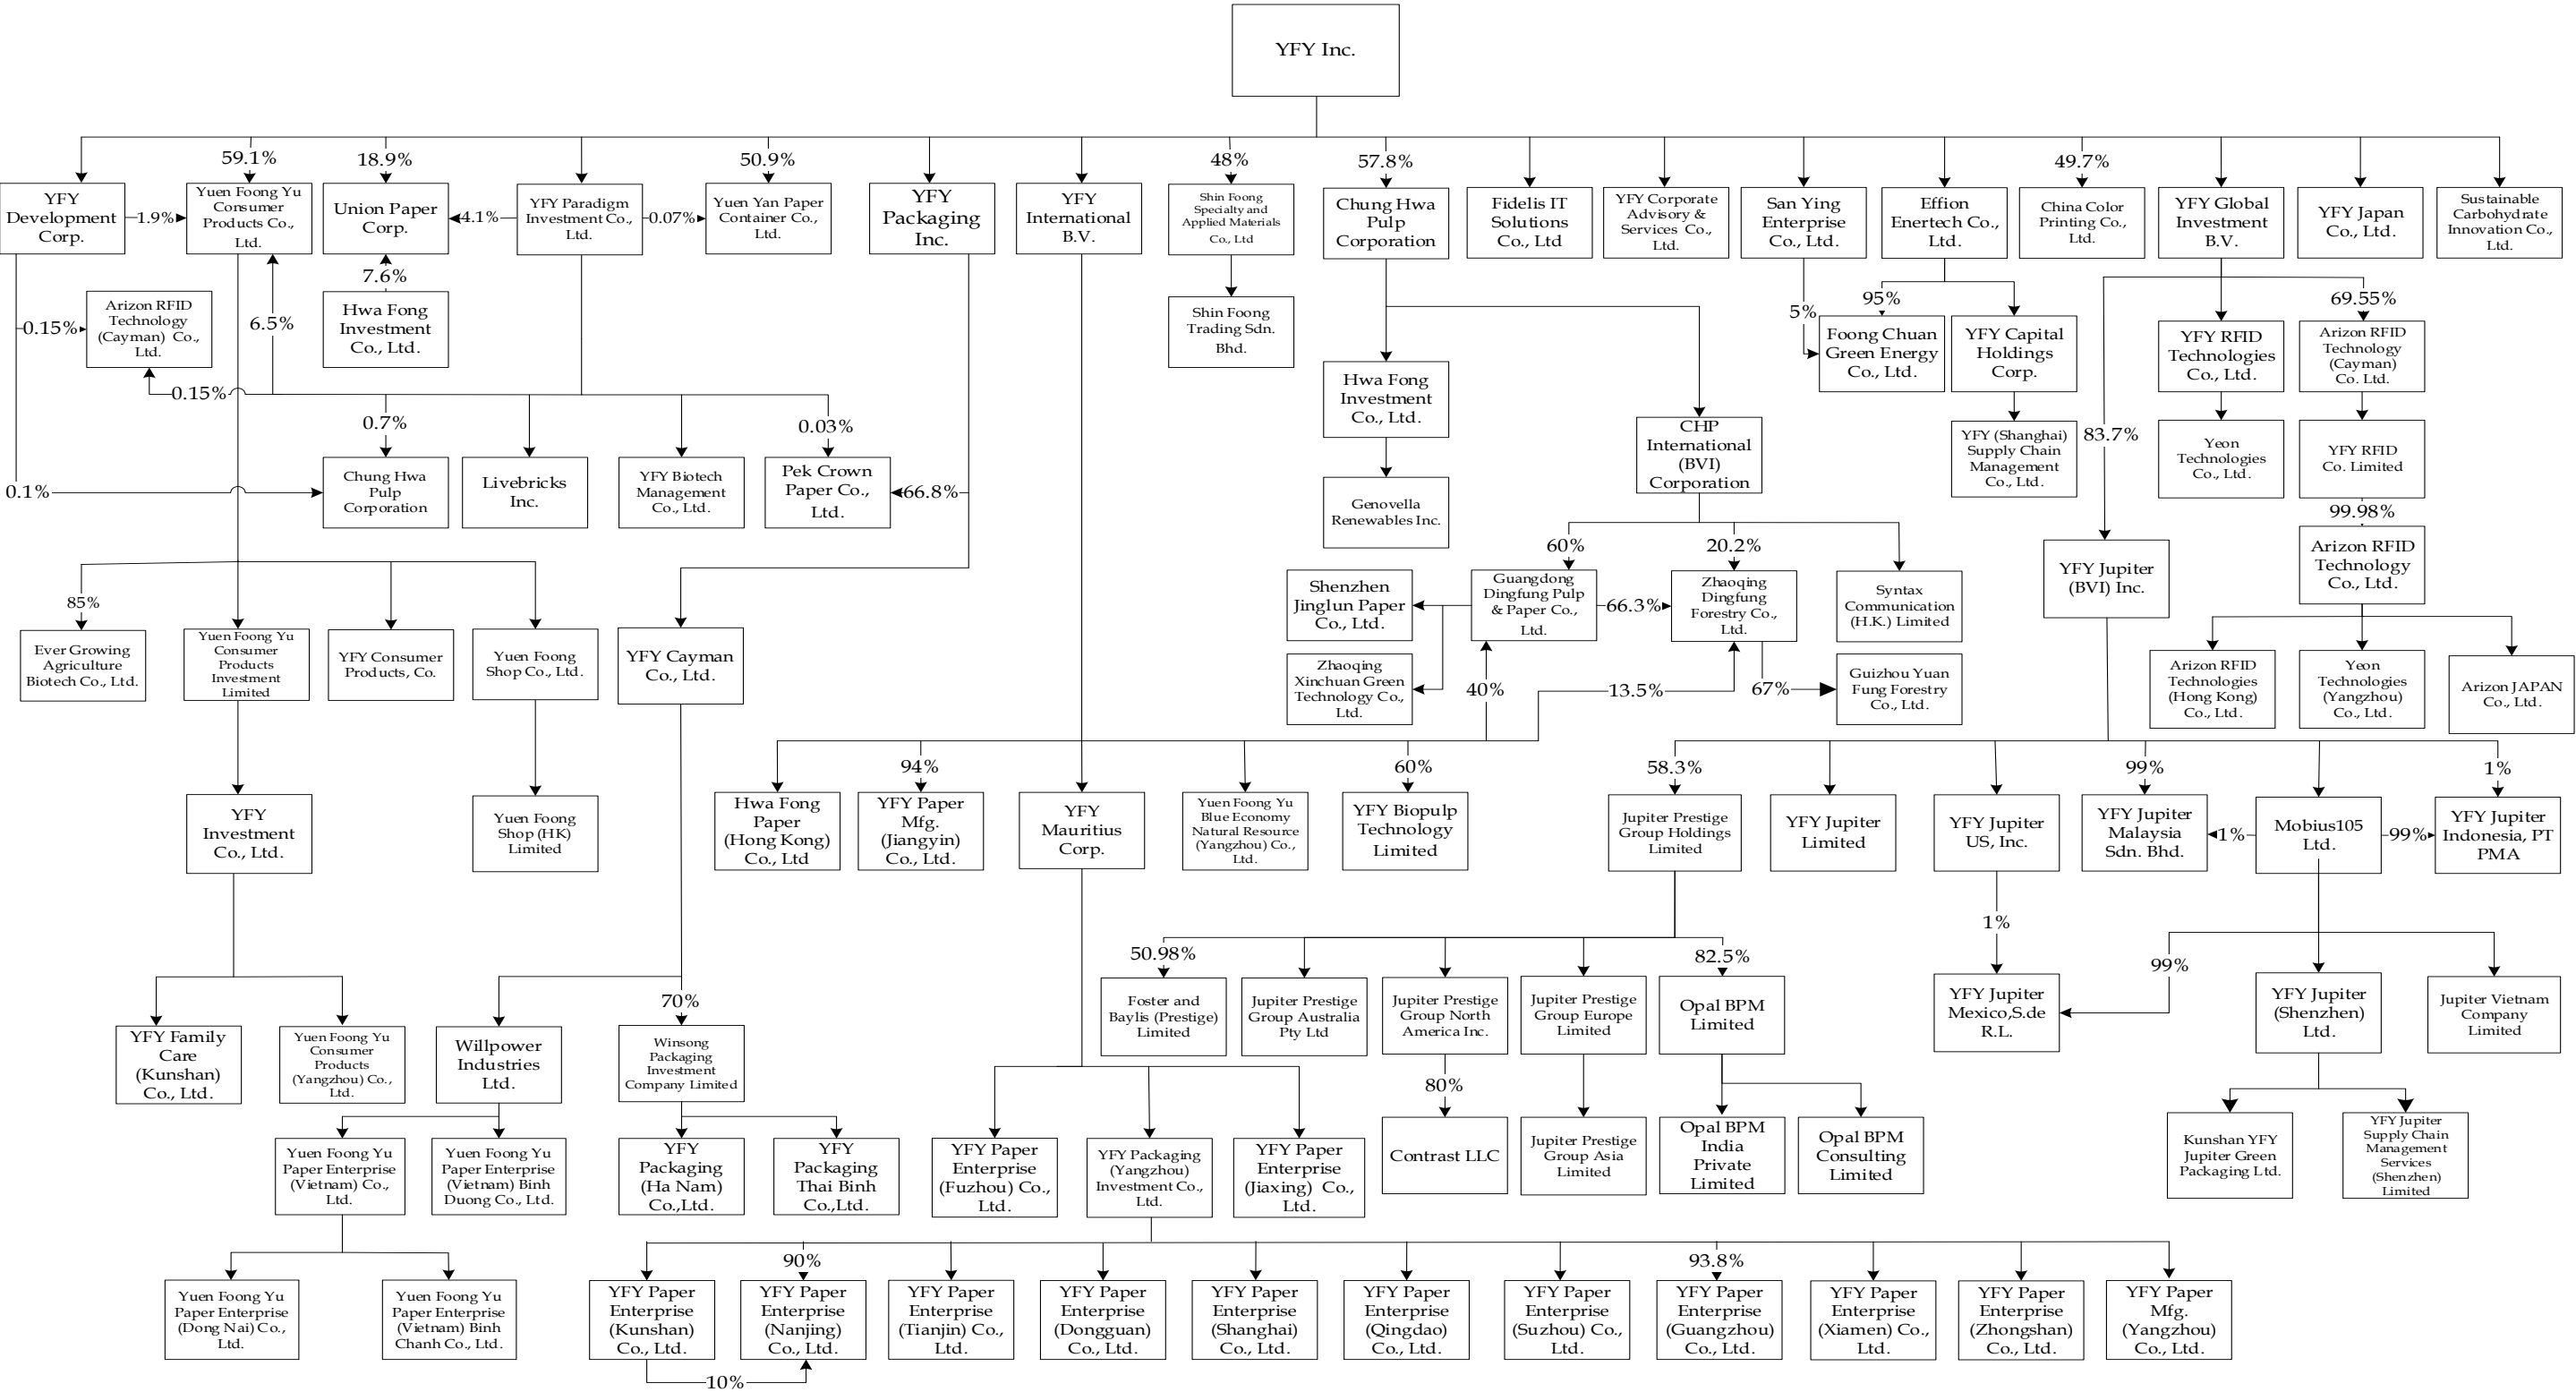 YFY Inc.
59.1%
18.9%
50.9%
48%
57.8%
49.7%
YFY
Development
Corp.
1.9%
Yuen Foong Yu
Consumer
Products Co.,
Ltd.
Union Paper
Corp.
4.1%
YFY Paradigm
Investment Co.,
Ltd.
0.07%
Yuen Yan Paper
Container Co.,
Ltd.
YFY
Packaging
Inc.
YFY
International
B.V.
Shin Foong
Specialty and
Applied Materials
Co., Ltd
Chung Hwa
Pulp
Corporation
Fidelis IT
Solutions
Co., Ltd
YFY Corporate
Advisory &
Services Co.,
Ltd.
San Ying
Enterprise
Co., Ltd.
Effion
Enertech Co.,
Ltd.
China Color
Printing Co.,
Ltd.
YFY Global
Investment
B.V.
YFY Japan
Co., Ltd.
Sustainable
Carbohydrate
Innovation Co.,
Ltd.
7.6%
0.15%
Arizon RFID
Technology
(Cayman) Co.,
Ltd.
6.5%
Hwa Fong
Investment
Co., Ltd.
Shin Foong
Trading Sdn.
Bhd.
5%
95%
69.55%
Foong Chuan
Green Energy
Co., Ltd.
YFY Capital
Holdings
Corp.
YFY RFID
Technologies
Co., Ltd.
Arizon RFID
Technology
(Cayman)
Co. Ltd.
0.15%
0.7%
0.03%
Hwa Fong
Investment
Co., Ltd.
CHP
International
(BVI)
Corporation
YFY (Shanghai)
Supply Chain
Management
Co., Ltd.
83.7%
Yeon
Technologies
Co., Ltd.
YFY RFID
Co. Limited
0.1%
Chung Hwa
Pulp
Corporation
Livebricks
Inc.
YFY Biotech
Management
Co., Ltd.
Pek Crown
Paper Co.,
Ltd.
66.8%
Genovella
Renewables Inc.
99.98%
60%
20.2%
YFY Jupiter
(BVI) Inc.
Arizon RFID
Technology
Co., Ltd.
Shenzhen
Jinglun Paper
Co., Ltd.
Guangdong
Dingfung Pulp
& Paper Co.,
Ltd.
66.3%
Zhaoqing
Dingfung
Forestry Co.,
Ltd.
Syntax
Communication
(H.K.) Limited
85%
Ever Growing
Agriculture
Biotech Co., Ltd.
Yuen Foong Yu
Consumer
Products
Investment
Limited
YFY Consumer
Products, Co.
Yuen Foong
Shop Co., Ltd.
YFY Cayman
Co., Ltd.
Zhaoqing
Xinchuan Green
Technology Co.,
Ltd.
40%
13.5%
67%
Guizhou Yuan
Fung Forestry
Co., Ltd.
Arizon RFID
Technologies
(Hong Kong)
Co., Ltd.
Yeon
Technologies
(Yangzhou)
Co., Ltd.
Arizon JAPAN
Co., Ltd.
94%
60%
58.3%
99%
1%
YFY
Investment
Co., Ltd.
Yuen Foong
Shop (HK)
Limited
Hwa Fong
Paper
(Hong Kong)
Co., Ltd
YFY Paper
Mfg.
(Jiangyin)
Co., Ltd.
YFY
Mauritius
Corp.
Yuen Foong Yu
Blue Economy
Natural Resource
(Yangzhou) Co.,
Ltd.
YFY Biopulp
Technology
Limited
Jupiter Prestige
Group Holdings
Limited
YFY Jupiter
Limited
YFY Jupiter
US, Inc.
YFY Jupiter
Malaysia
Sdn. Bhd.
1%
Mobius105
Ltd.
99%
YFY Jupiter
Indonesia, PT
PMA
50.98%
82.5%
1%
99%
70%
Foster and
Baylis (Prestige)
Limited
Jupiter Prestige
Group Australia
Pty Ltd
Jupiter Prestige
Group North
America Inc.
Jupiter Prestige
Group Europe
Limited
Opal BPM
Limited
YFY Jupiter
Mexico,S.de
R.L.
YFY Jupiter
(Shenzhen)
Ltd.
Jupiter Vietnam
Company
Limited
YFY Family
Care
(Kunshan)
Co., Ltd.
Yuen Foong Yu
Consumer
Products
(Yangzhou) Co.,
Ltd.
Willpower
Industries
Ltd.
Winsong
Packaging
Investment
Company Limited
80%
Yuen Foong Yu
Paper Enterprise
(Vietnam) Co.,
Ltd.
Yuen Foong Yu
Paper Enterprise
(Vietnam) Binh
Duong Co., Ltd.
YFY
Packaging
(Ha Nam)
Co.,Ltd.
YFY
Packaging
Thai Binh
Co.,Ltd.
YFY Paper
Enterprise
(Fuzhou) Co.,
Ltd.
YFY Packaging
(Yangzhou)
Investment Co.,
Ltd.
YFY Paper
Enterprise
(Jiaxing) Co.,
Ltd.
Contrast LLC
Jupiter Prestige
Group Asia
Limited
Opal BPM
India
Private
Limited
Opal BPM
Consulting
Limited
Kunshan YFY
Jupiter Green
Packaging Ltd.
YFY Jupiter
Supply Chain
Management
Services
(Shenzhen)
Limited
90%
93.8%
Yuen Foong Yu
Paper Enterprise
(Dong Nai) Co.,
Ltd.
Yuen Foong Yu
Paper Enterprise
(Vietnam) Binh
Chanh Co., Ltd.
YFY Paper
Enterprise
(Kunshan)
Co., Ltd.
YFY Paper
Enterprise
(Nanjing)
Co., Ltd.
YFY Paper
Enterprise
(Tianjin) Co.,
Ltd.
YFY Paper
Enterprise
(Dongguan)
Co., Ltd.
YFY Paper
Enterprise
(Shanghai)
Co., Ltd.
YFY Paper
Enterprise
(Qingdao)
Co., Ltd.
YFY Paper
Enterprise
(Suzhou) Co.,
Ltd.
YFY Paper
Enterprise
(Guangzhou)
Co., Ltd.
YFY Paper
Enterprise
(Xiamen) Co.,
Ltd.
YFY Paper
Enterprise
(Zhongshan)
Co., Ltd.
YFY Paper
Mfg.
(Yangzhou)
Co., Ltd.
10%